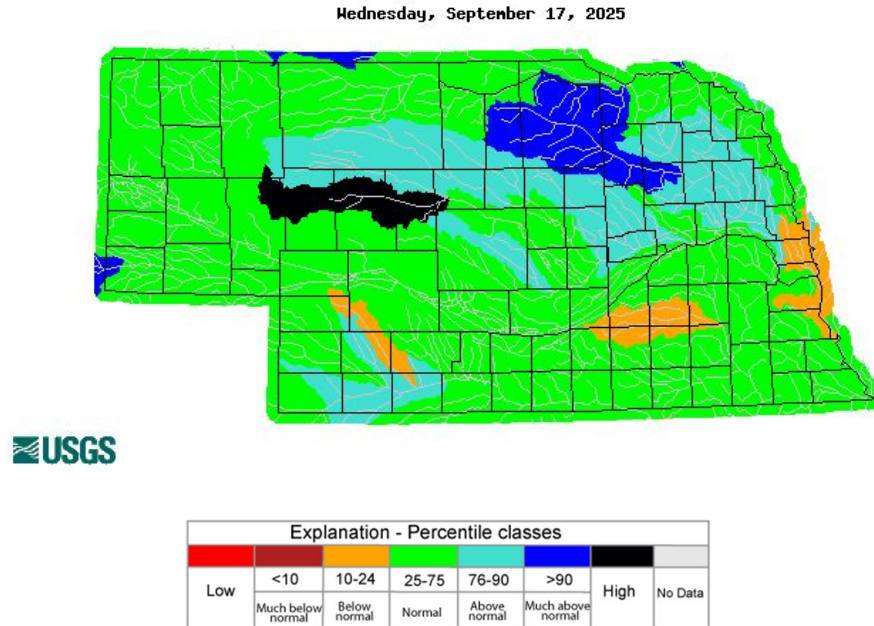 Wednesday, September 17, 2025
USGS
Explanation - Percentile classes
Low
<10
10-24
25-75
76-90
>90
High
No Data
Much below normal
Below normal
Normal
Above normal
Much above normal